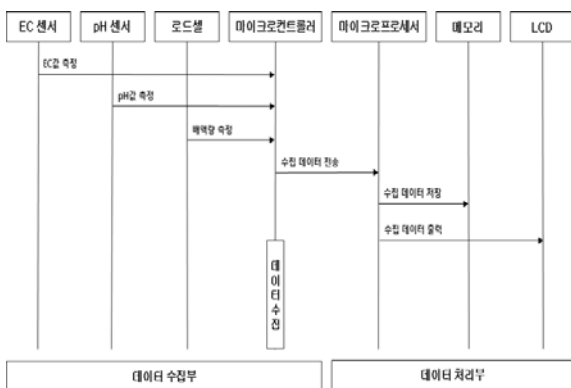 EC 센서
pH 센서
로드셀
마이크로컨트롤러
마이크로프로세서
메모리
LCD
EC값 측정
pH값 측정
배액량 측정
수집 데이터 전송
수집 데이터 저장
수집 데이터 출력
데이터수집
데이터 수집부
데이터 처리부